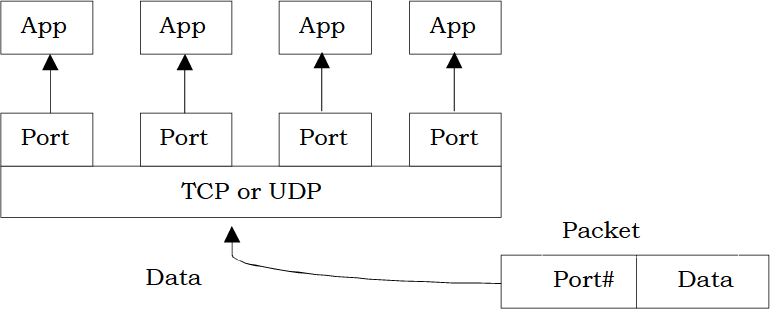 App App App App
Port Port Port Port
TCP or UDP
Packet
Data
Port# Data